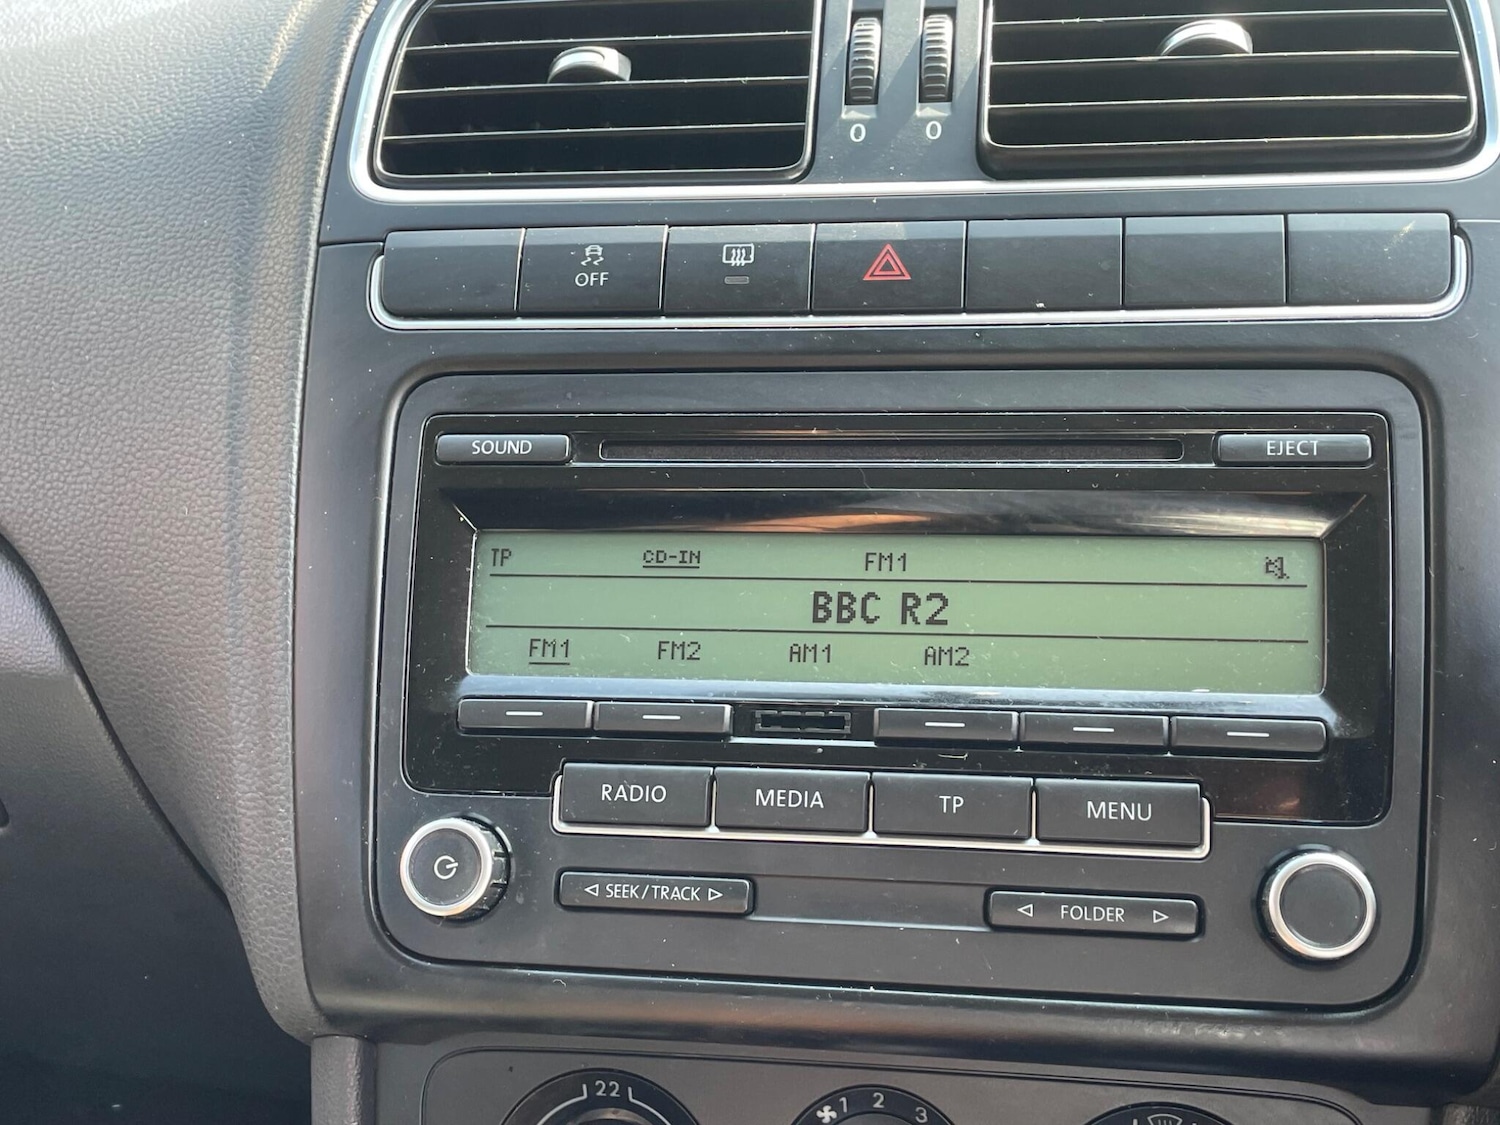 0 0
OFF
SOUND EJECT
TP CD-IN FM1
BBC R2
FM1 FM2 AM1 AM2
RADIO MEDIA TP MENU
SEEK/TRACK FOLDER
22
1 2 3